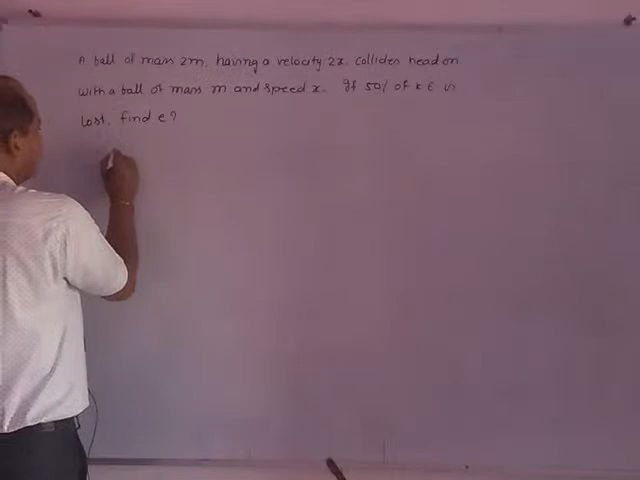 A ball of mass 2m, having a velocity 2x. Collides head on
with a ball of mass m and speed x. If 50% of K E is
lost. find e?